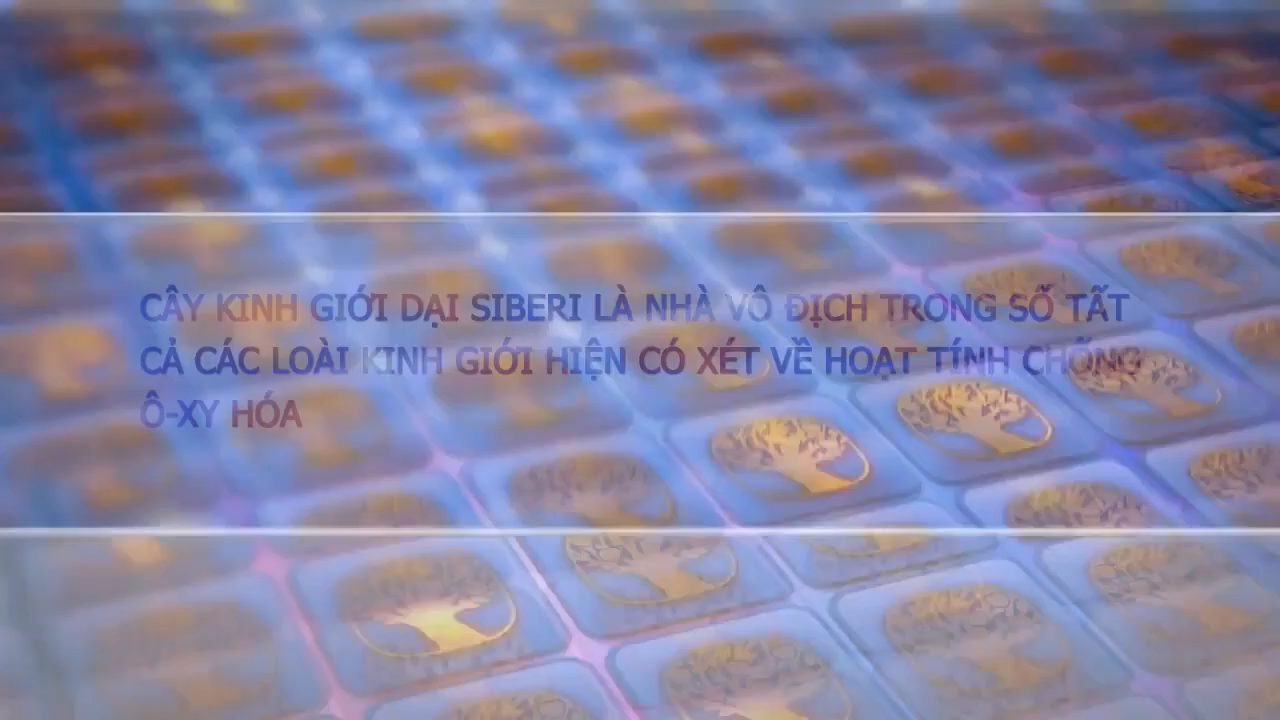 CÂY KINH GIỚI DẠI SIBERI LÀ NHÀ VÔ ĐỊCH TRONG SỐ TẤT
CẢ CÁC LOÀI KINH GIỚI HIỆN CÓ XÉT VỀ HOẠT TÍNH CHỐNG
Ô-XY HÓA